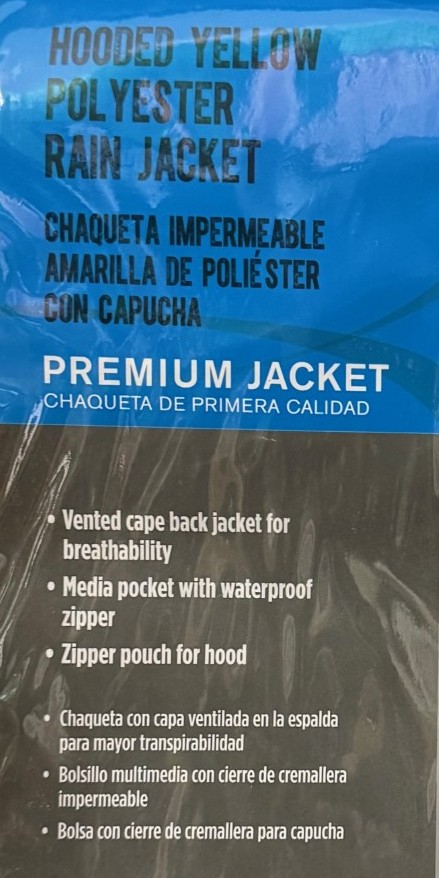 HOODED YELLOW
POLYESTER
RAIN JACKET
CHAQUETA IMPERMEABLE
AMARILLA DE POLIÉSTER
CON CAPUCHA
PREMIUM JACKET
CHAQUETA DE PRIMERA CALIDAD
• Vented cape back jacket for
breathability
• Media pocket with waterproof
zipper
• Zipper pouch for hood
• Chaqueta con capa ventilada en la espalda
para mayor transpirabilidad
• Bolsillo multimedia con cierre de cremallera
impermeable
• Bolsa con cierre de cremallera para capucha